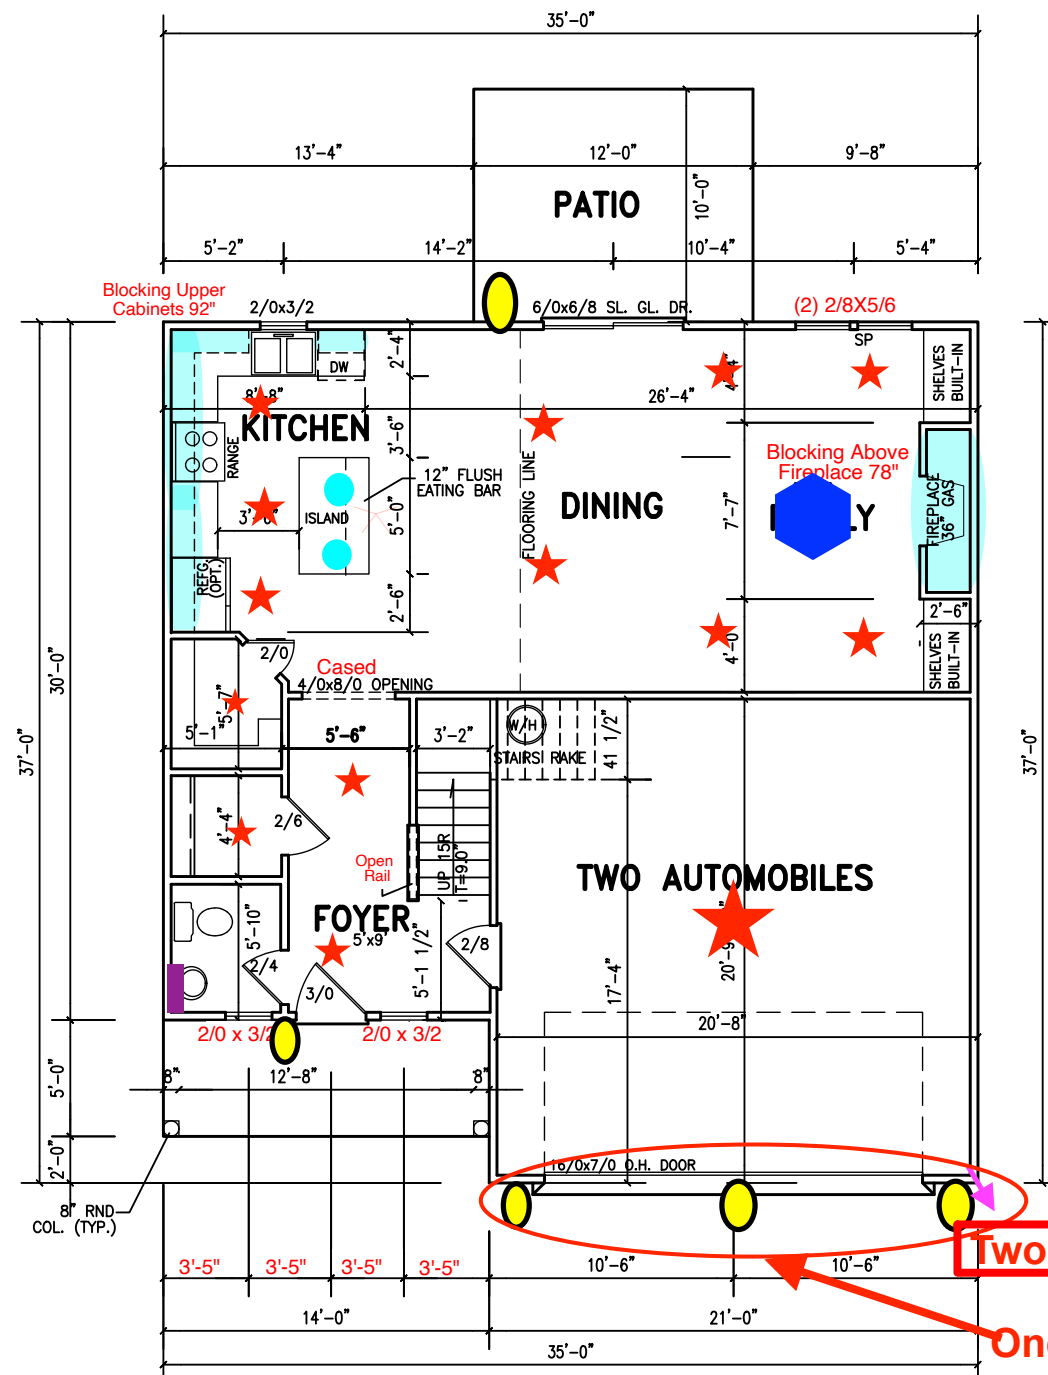 35'-0"
13'-4"
12'-0"
9'-8"
PATIO
10'-0"
5'-2"
14'-2"
10'-4"
5'-4"
Blocking Upper
Cabinets 92"
2/0x3/2
6/0x6/8 SL. GL. DR.
(2) 2/8X5/6
SP
DW
2'-4"
SHELVES
BUILT-IN
8'-8"
26'-4"
KITCHEN
3'-6"
RANGE
Blocking Above
Fireplace 78"
12" FLUSH
EATING BAR
FLOORING LINE
DINING
7'-7"
FIREPLACE
36" GAS
ISLAND
5'-0"
REFG.
(OPT.)
2'-6"
2'-6"
4'-0"
SHELVES
BUILT-IN
2/0
Cased
4/0x8/0 OPENING
30'-0"
37'-0"
37'-0"
5'-7"
5'-1"
5'-6"
3'-2"
W/H
STAIRS RAKE
41 1/2"
4'-4"
2/6
Open
Rail
UP 15R
T=9.0"
TWO AUTOMOBILES
FOYER
5'x9'
5'-10"
2/4
3/0
5'-1 1/2"
2/8
17'-4"
20'-9"
20'-8"
2/0 x 3/2
2/0 x 3/2
8"
12'-8"
8"
5'-0"
2'-0"
16/0x7/0 O.H. DOOR
8" RND
COL. (TYP.)
Two
3'-5"
3'-5"
3'-5"
3'-5"
10'-6"
10'-6"
14'-0"
21'-0"
35'-0"